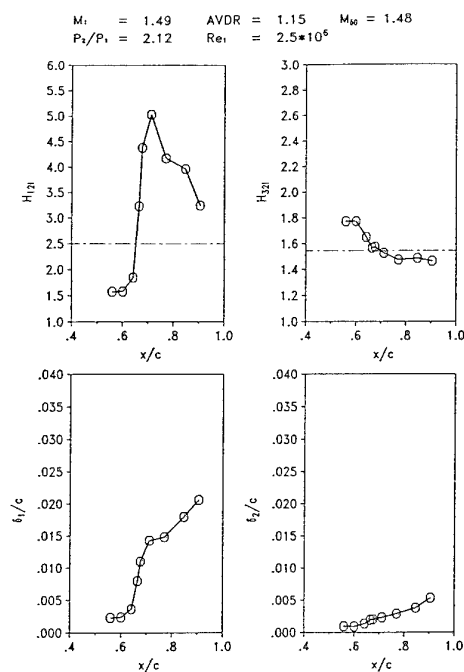 M₁ = 1.49 AVDR = 1.15 M₆₀ = 1.48
P₂/P₁ = 2.12 Re₁ = 2.5*10⁶
6.0
5.5
5.0
4.5
4.0
3.5
3.0
2.5
2.0
1.5
1.0
H₁₂ᵢ
.4 .6 .8 1.0
x/c
3.0
2.8
2.6
2.4
2.2
2.0
1.8
1.6
1.4
1.2
1.0
H₃₂ᵢ
.4 .6 .8 1.0
x/c
.040
.035
.030
.025
.020
.015
.010
.005
.000
δ₁/c
.4 .6 .8 1.0
x/c
.040
.035
.030
.025
.020
.015
.010
.005
.000
δ₂/c
.4 .6 .8 1.0
x/c